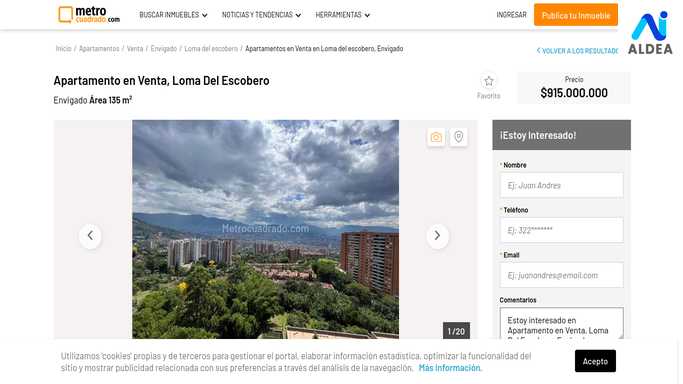 metro
cuadrado.com
BUSCAR INMUEBLES
NOTICIAS Y TENDENCIAS
HERRAMIENTAS
INGRESAR
Publica tu Inmueble
ALDEA
Inicio / Apartamentos / Venta / Envigado / Loma del escobero / Apartamentos en Venta en Loma del escobero, Envigado
VOLVER A LOS RESULTAD
Apartamento en Venta, Loma Del Escobero
Envigado Área 135 m²
Favorito
Precio
$915.000.000
Metrocuadrado.com
1 / 20
¡Estoy Interesado!
* Nombre
Ej: Juan Andres
* Teléfono
Ej: 322*******
* Email
Ej: juanandres@email.com
Comentarios
Estoy interesado en
Apartamento en Venta, Loma
Utilizamos 'cookies' propias y de terceros para gestionar el portal, elaborar información estadística, optimizar la funcionalidad del
sitio y mostrar publicidad relacionada con sus preferencias a través del análisis de la navegación. Más información.
Acepto